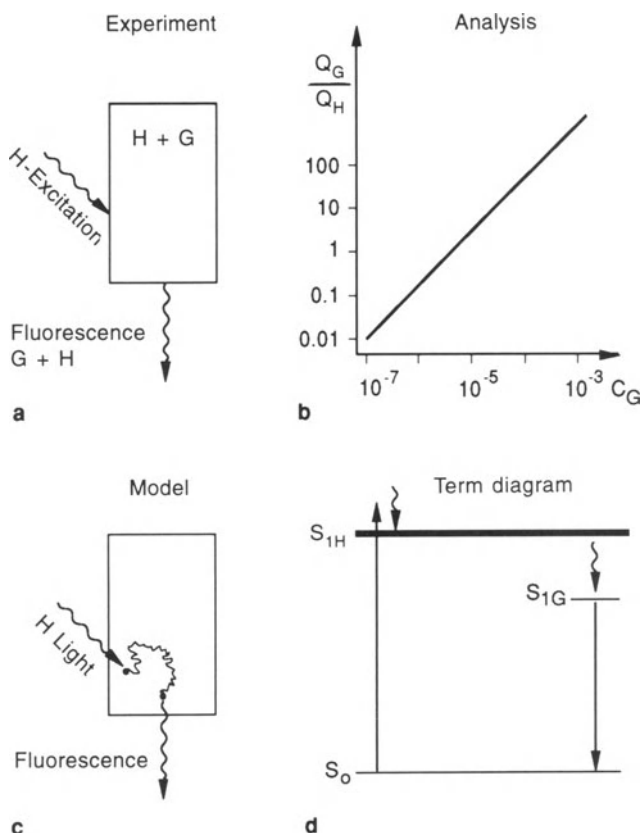 Experiment
H + G
H-Excitation
Fluorescence
G + H
a
Analysis
Q_G
Q_H
100
10
1
0.1
0.01
10^-7
10^-5
10^-3
C_G
b
Model
H Light
Fluorescence
c
Term diagram
S_1H
S_1G
S_o
d